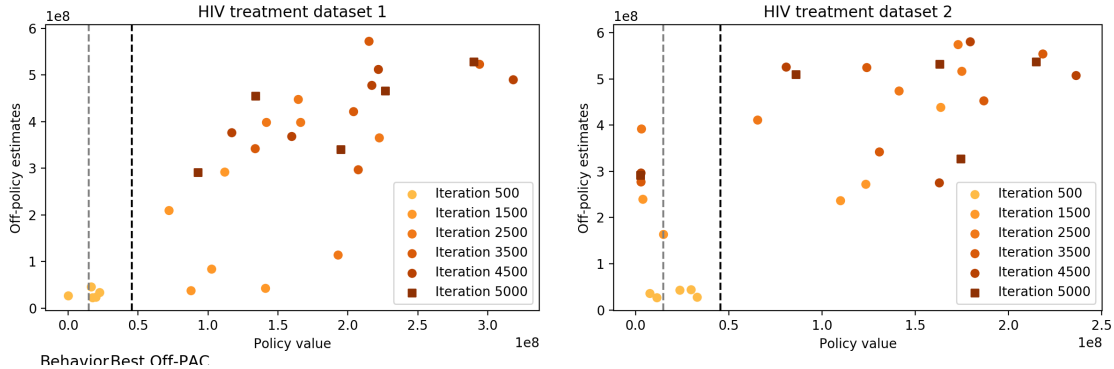 HIV treatment dataset 1
1e8
Off-policy estimates
6
5
4
3
2
1
0
Iteration 500
Iteration 1500
Iteration 2500
Iteration 3500
Iteration 4500
Iteration 5000
0.0 0.5 1.0 1.5 2.0 2.5 3.0
Policy value
1e8
BehaviorBest Off-PAC
HIV treatment dataset 2
1e8
Off-policy estimates
6
5
4
3
2
1
0
Iteration 500
Iteration 1500
Iteration 2500
Iteration 3500
Iteration 4500
Iteration 5000
0.0 0.5 1.0 1.5 2.0 2.5
Policy value
1e8